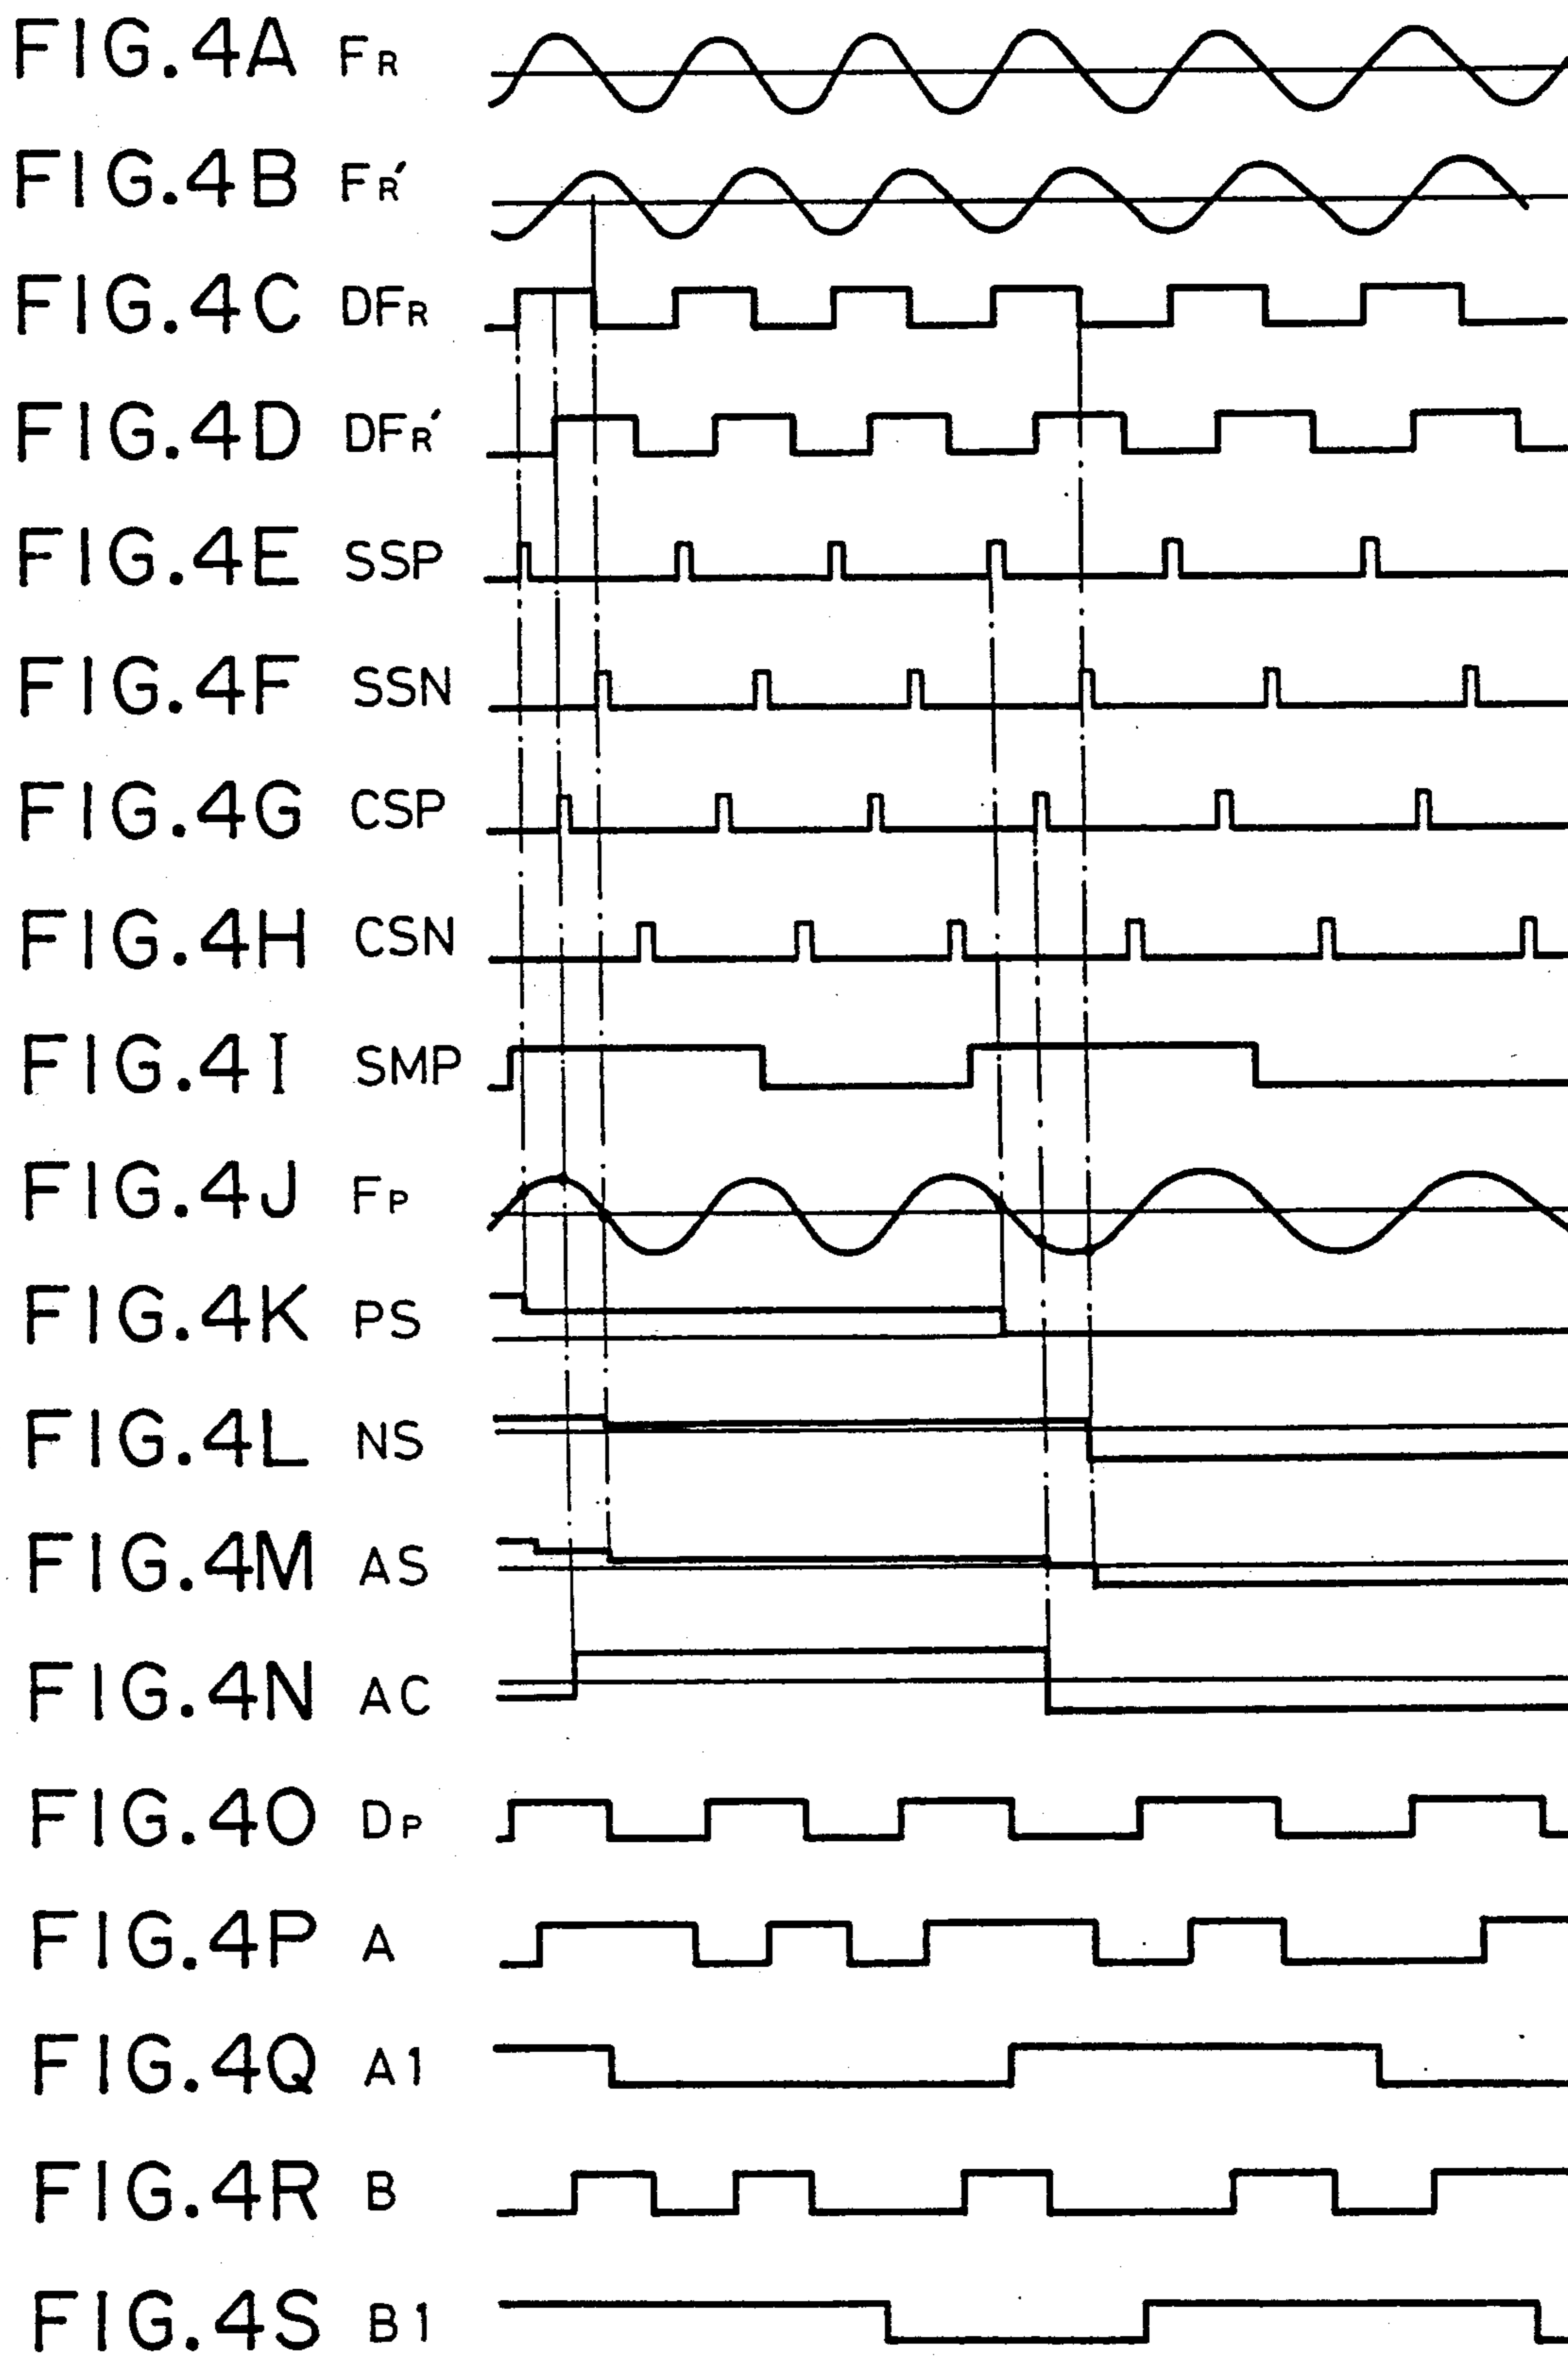 FIG.4A FR
FIG.4B FR′
FIG.4C DFR
FIG.4D DFR′
FIG.4E SSP
FIG.4F SSN
FIG.4G CSP
FIG.4H CSN
FIG.4I SMP
FIG.4J FP
FIG.4K PS
FIG.4L NS
FIG.4M AS
FIG.4N AC
FIG.4O DP
FIG.4P A
FIG.4Q A1
FIG.4R B
FIG.4S B1